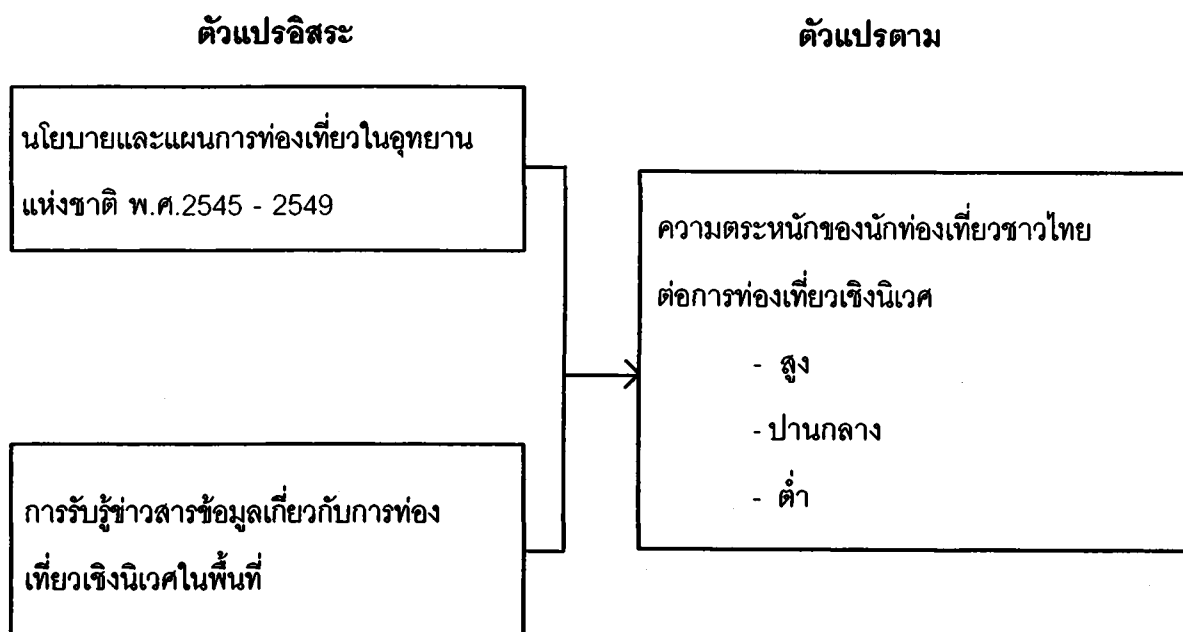 ตัวแปรอิสระ
ตัวแปรตาม
นโยบายและแผนการท่องเที่ยวในอุทยาน
แห่งชาติ พ.ศ.2545 - 2549
ความตระหนักของนักท่องเที่ยวชาวไทย
ต่อการท่องเที่ยวเชิงนิเวศ
- สูง
- ปานกลาง
- ต่ำ
การรับรู้ข่าวสารข้อมูลเกี่ยวกับการท่อง
เที่ยวเชิงนิเวศในพื้นที่